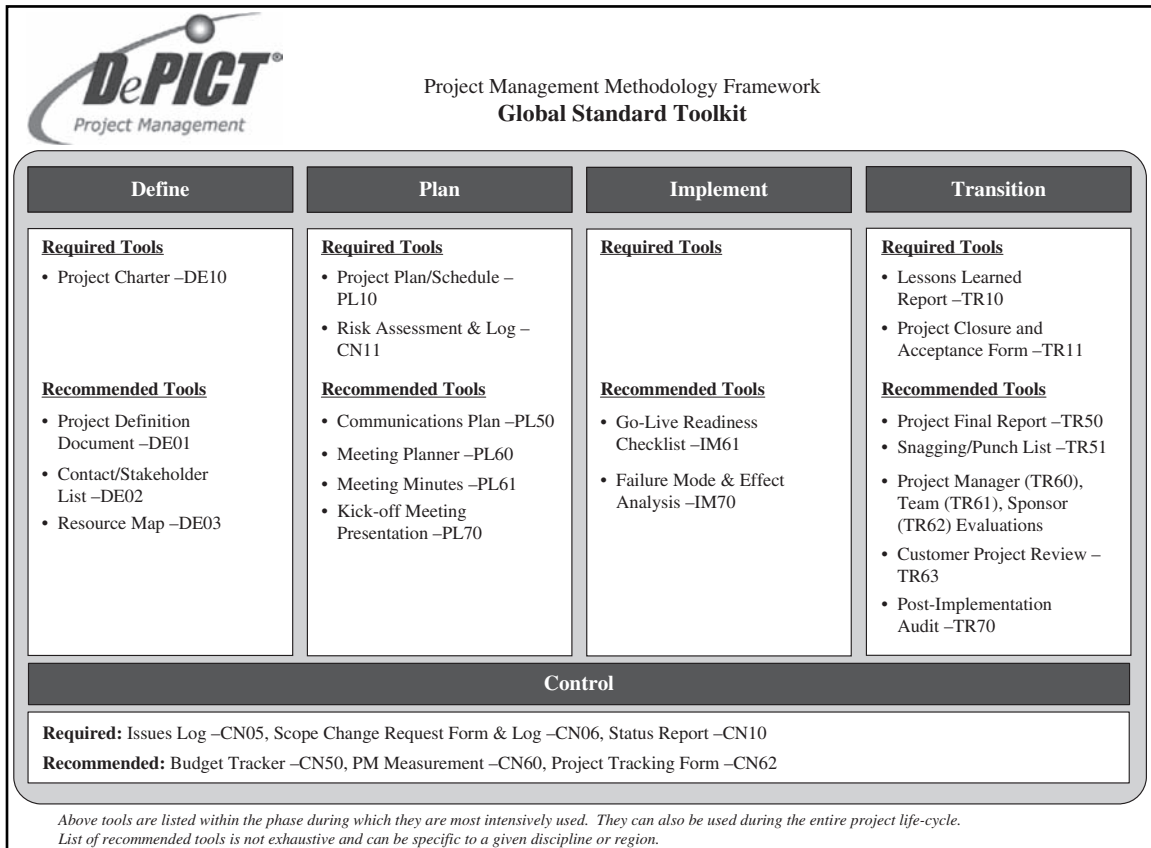 DePICT®
Project Management
Project Management Methodology Framework
Global Standard Toolkit
Define
Required Tools
• Project Charter –DE10
Recommended Tools
• Project Definition
Document –DE01
• Contact/Stakeholder
List –DE02
• Resource Map –DE03
Plan
Required Tools
• Project Plan/Schedule –
PL10
• Risk Assessment & Log –
CN11
Recommended Tools
• Communications Plan –PL50
• Meeting Planner –PL60
• Meeting Minutes –PL61
• Kick-off Meeting
Presentation –PL70
Implement
Required Tools
Recommended Tools
• Go-Live Readiness
Checklist –IM61
• Failure Mode & Effect
Analysis –IM70
Transition
Required Tools
• Lessons Learned
Report –TR10
• Project Closure and
Acceptance Form –TR11
Recommended Tools
• Project Final Report –TR50
• Snagging/Punch List –TR51
• Project Manager (TR60),
Team (TR61), Sponsor
(TR62) Evaluations
• Customer Project Review –
TR63
• Post-Implementation
Audit –TR70
Control
Required: Issues Log –CN05, Scope Change Request Form & Log –CN06, Status Report –CN10
Recommended: Budget Tracker –CN50, PM Measurement –CN60, Project Tracking Form –CN62
Above tools are listed within the phase during which they are most intensively used. They can also be used during the entire project life-cycle.
List of recommended tools is not exhaustive and can be specific to a given discipline or region.